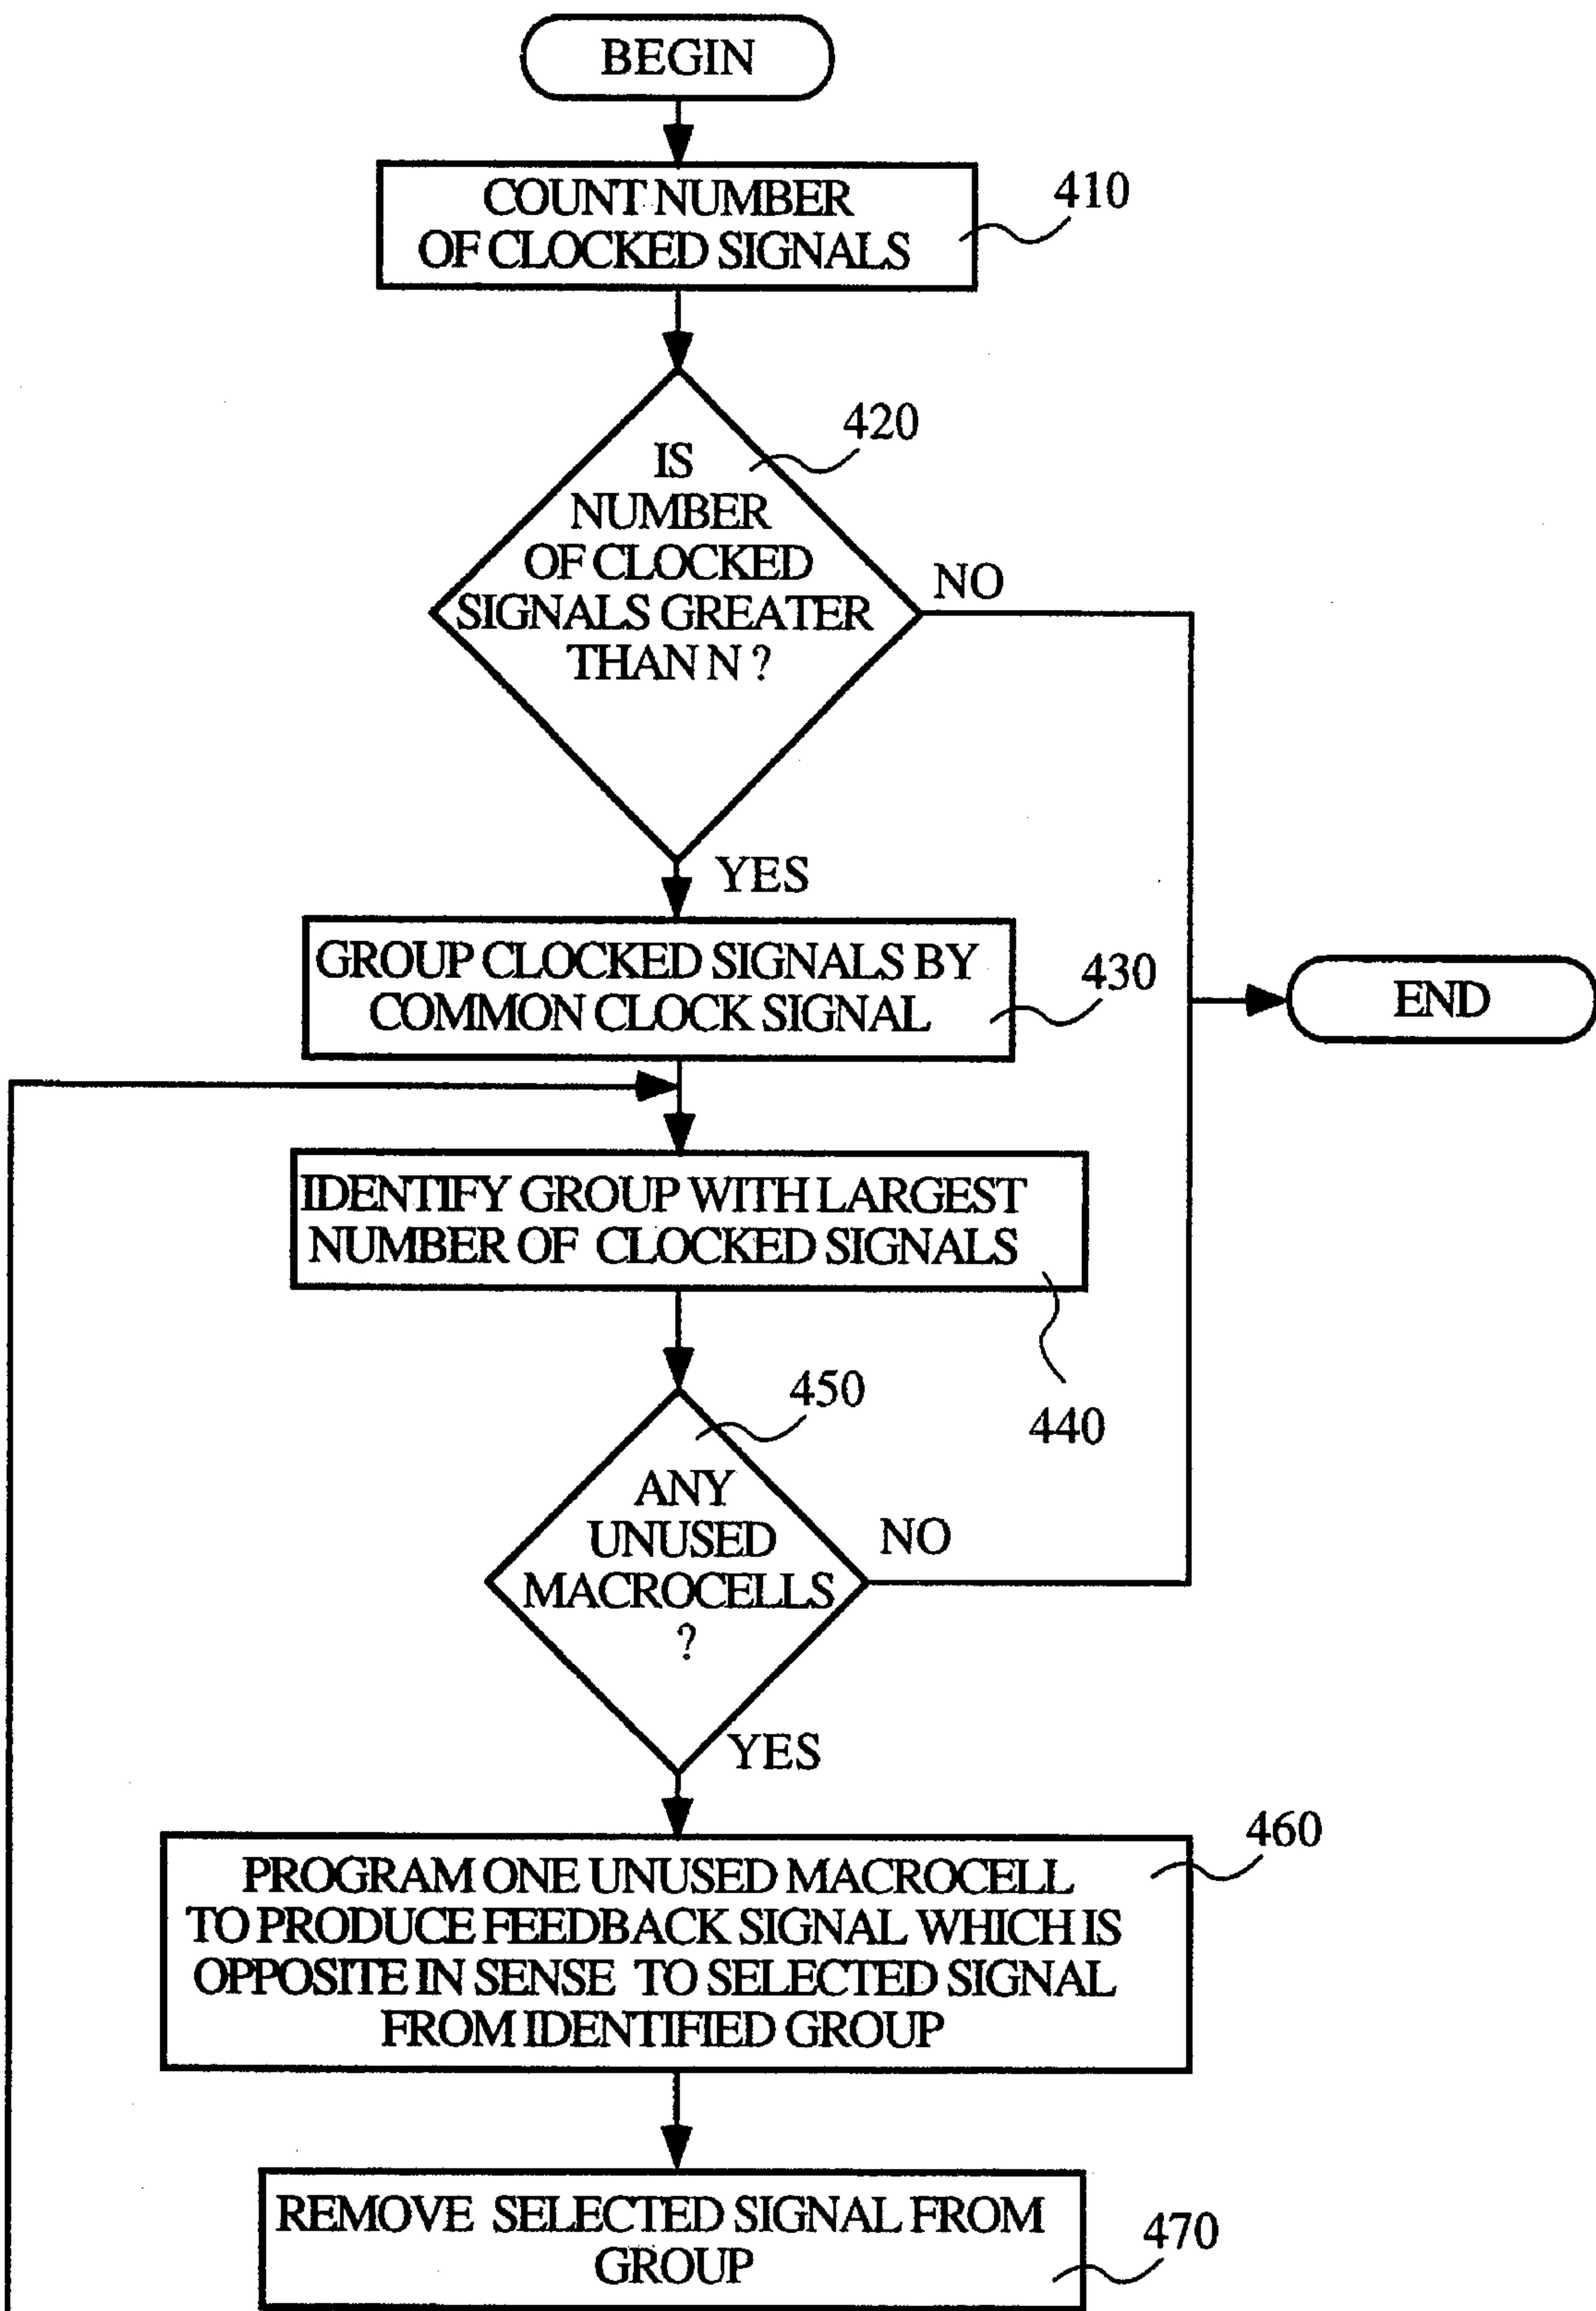 BEGIN
COUNT NUMBER
OF CLOCKED SIGNALS
410
420
IS
NUMBER
OF CLOCKED
SIGNALS GREATER
THAN N ?
NO
YES
GROUP CLOCKED SIGNALS BY
COMMON CLOCK SIGNAL
430
END
IDENTIFY GROUP WITH LARGEST
NUMBER OF CLOCKED SIGNALS
440
450
ANY
UNUSED
MACROCELLS
?
NO
YES
460
PROGRAM ONE UNUSED MACROCELL
TO PRODUCE FEEDBACK SIGNAL WHICH IS
OPPOSITE IN SENSE TO SELECTED SIGNAL
FROM IDENTIFIED GROUP
REMOVE SELECTED SIGNAL FROM
GROUP
470